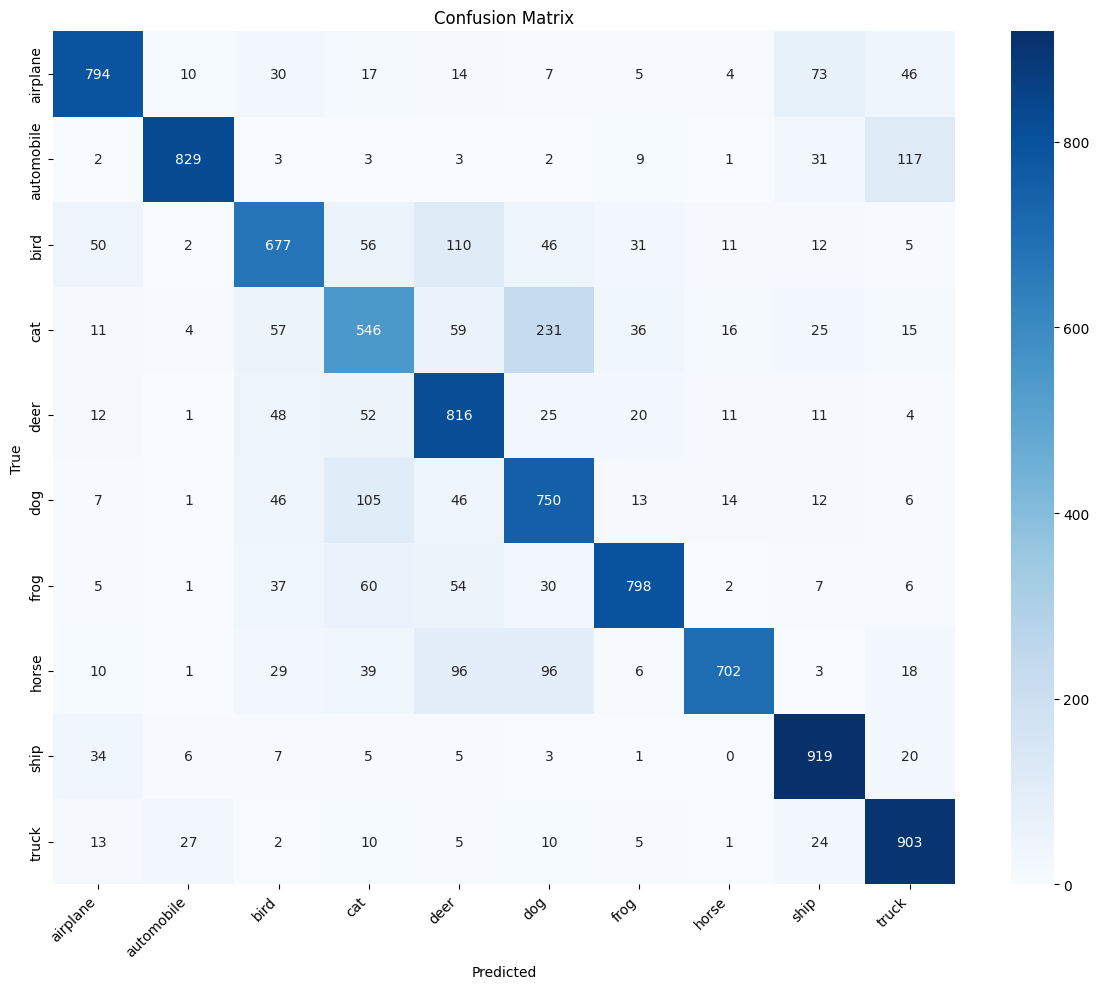 Confusion Matrix
airplane 794 10 30 17 14 7 5 4 73 46
automobile 2 829 3 3 3 2 9 1 31 117
bird 50 2 677 56 110 46 31 11 12 5
cat 11 4 57 546 59 231 36 16 25 15
deer 12 1 48 52 816 25 20 11 11 4
dog 7 1 46 105 46 750 13 14 12 6
frog 5 1 37 60 54 30 798 2 7 6
horse 10 1 29 39 96 96 6 702 3 18
ship 34 6 7 5 5 3 1 0 919 20
truck 13 27 2 10 5 10 5 1 24 903
True
airplane automobile bird cat deer dog frog horse ship truck
Predicted
800
600
400
200
0